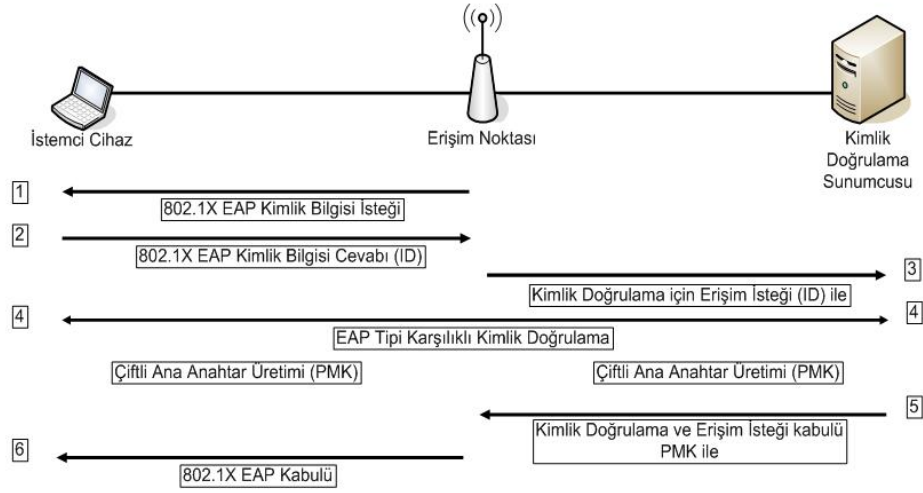 İstemci Cihaz
Erişim Noktası
Kimlik
Doğrulama
Sunumcusu
1
802.1X EAP Kimlik Bilgisi İsteği
2
802.1X EAP Kimlik Bilgisi Cevabı (ID)
3
Kimlik Doğrulama için Erişim İsteği (ID) ile
4
4
EAP Tipi Karşılıklı Kimlik Doğrulama
Çiftli Ana Anahtar Üretimi (PMK)
Çiftli Ana Anahtar Üretimi (PMK)
5
Kimlik Doğrulama ve Erişim İsteği kabulü
PMK ile
6
802.1X EAP Kabulü